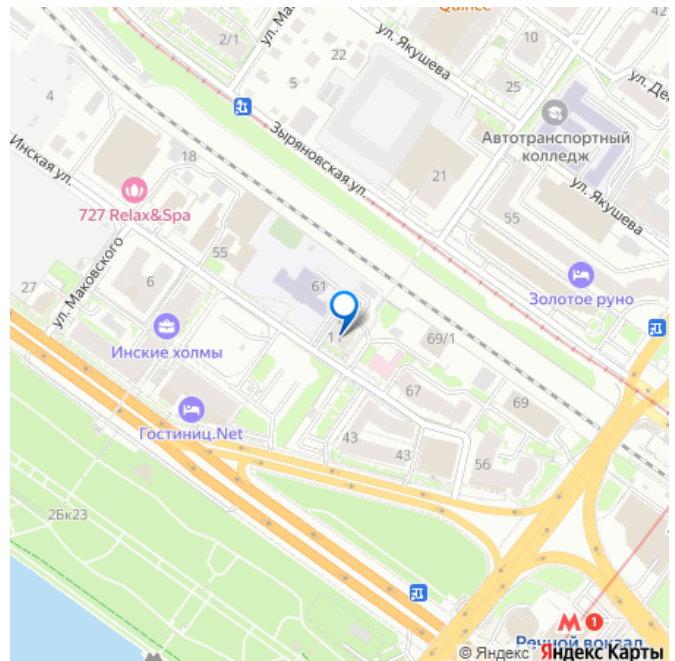 Quince
42
2/1
ул. Ма
22
ул. Якушева
10
5
25
ул. Де
4
Автотранспортный
колледж
Зыряновская ул.
21
Инская ул.
18
ул. Якушева
727 Relax&Spa
55
55
ул. Маковского
6
61
27
Золотое руно
1
69/1
Инские холмы
67
69
Гостиниц.Net
43
43
56
2Бк23
М 1
Речной вокзал
© Яндекс Яндекс Карты